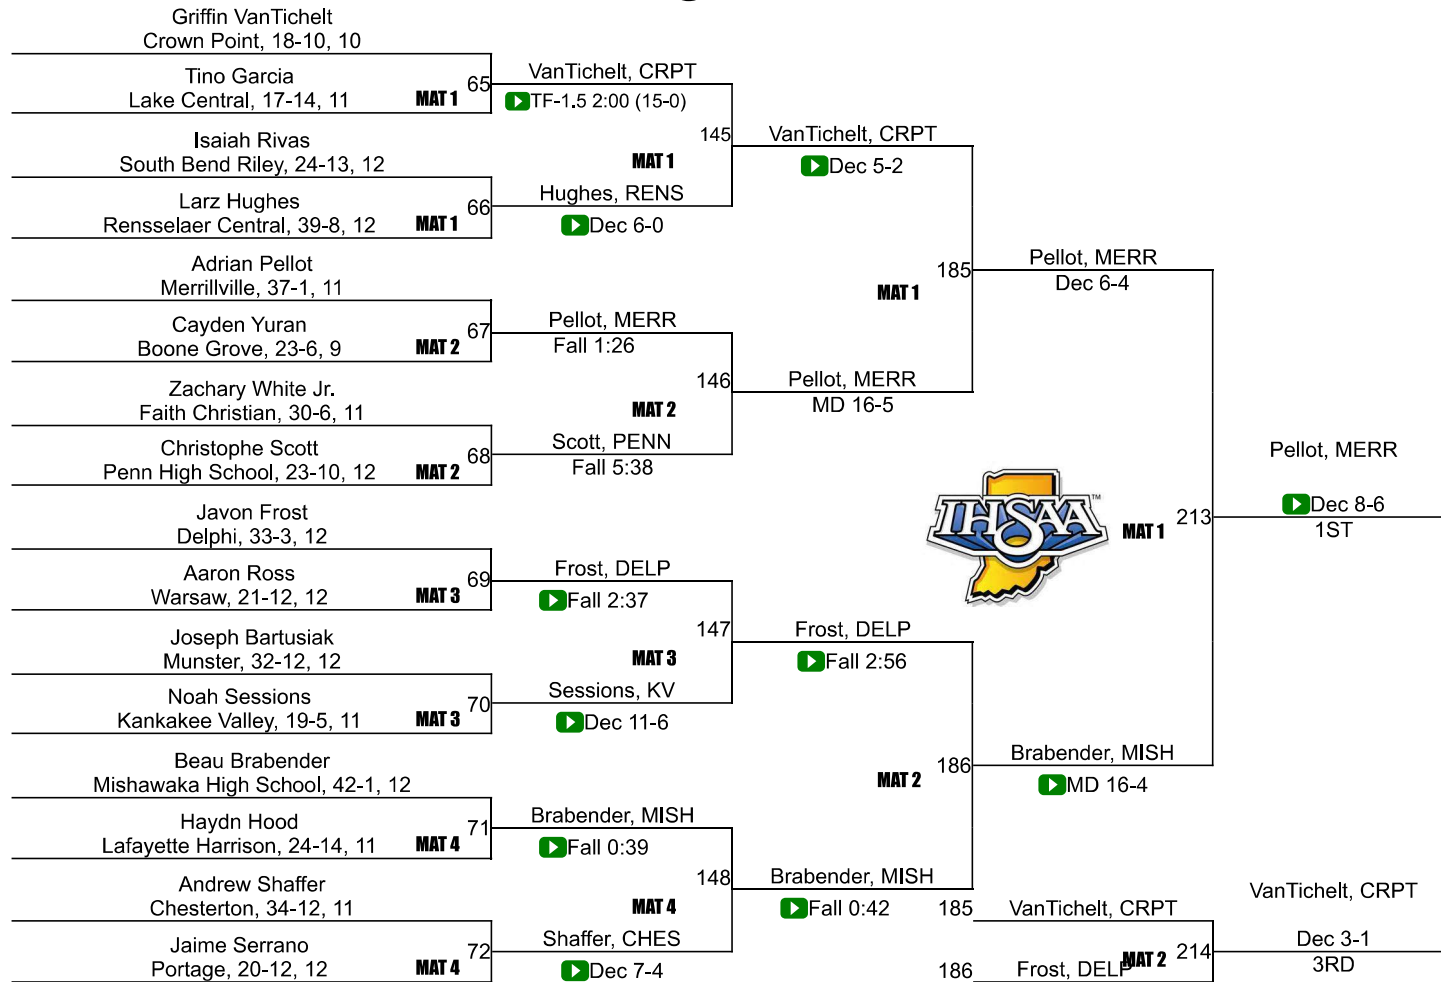 Griffin VanTichelt
Crown Point, 18-10, 10
Tino Garcia
Lake Central, 17-14, 11
MAT 1
65
VanTichelt, CRPT
TF-1.5 2:00 (15-0)
Isaiah Rivas
South Bend Riley, 24-13, 12
Larz Hughes
Rensselaer Central, 39-8, 12
MAT 1
66
Hughes, RENS
Dec 6-0
145
MAT 1
VanTichelt, CRPT
Dec 5-2
Adrian Pellot
Merrillville, 37-1, 11
Cayden Yuran
Boone Grove, 23-6, 9
MAT 2
67
Pellot, MERR
Fall 1:26
Zachary White Jr.
Faith Christian, 30-6, 11
Christophe Scott
Penn High School, 23-10, 12
MAT 2
68
Scott, PENN
Fall 5:38
146
MAT 2
Pellot, MERR
MD 16-5
185
MAT 1
Pellot, MERR
Dec 6-4
Javon Frost
Delphi, 33-3, 12
Aaron Ross
Warsaw, 21-12, 12
MAT 3
69
Frost, DELP
Fall 2:37
Joseph Bartusiak
Munster, 32-12, 12
Noah Sessions
Kankakee Valley, 19-5, 11
MAT 3
70
Sessions, KV
Dec 11-6
147
MAT 3
Frost, DELP
Fall 2:56
Beau Brabender
Mishawaka High School, 42-1, 12
Haydn Hood
Lafayette Harrison, 24-14, 11
MAT 4
71
Brabender, MISH
Fall 0:39
Andrew Shaffer
Chesterton, 34-12, 11
Jaime Serrano
Portage, 20-12, 12
MAT 4
72
Shaffer, CHES
Dec 7-4
148
MAT 4
Brabender, MISH
Fall 0:42
186
MAT 2
Brabender, MISH
MD 16-4
IHSAA™
MAT 1
213
Pellot, MERR
Dec 8-6
1ST
185
VanTichelt, CRPT
186
Frost, DELP
MAT 2
214
VanTichelt, CRPT
Dec 3-1
3RD